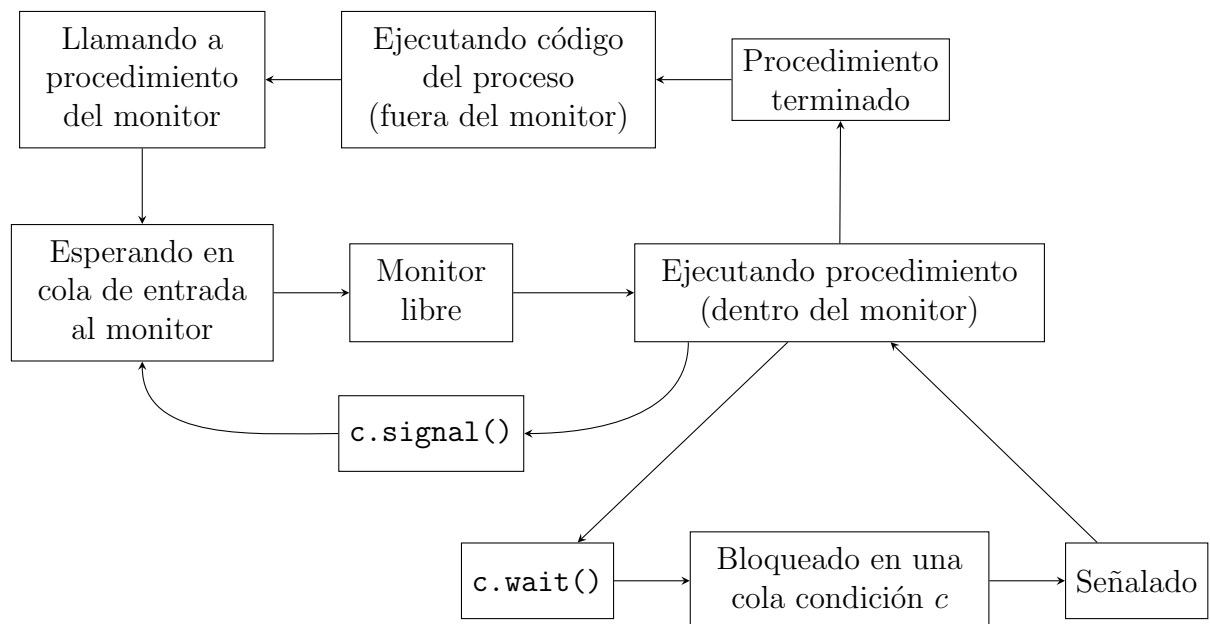 Llamando a
procedimiento
del monitor
Ejecutando código
del proceso
(fuera del monitor)
Procedimiento
terminado
Esperando en
cola de entrada
al monitor
Monitor
libre
Ejecutando procedimiento
(dentro del monitor)
c.signal()
c.wait()
Bloqueado en una
cola condición c
Señalado